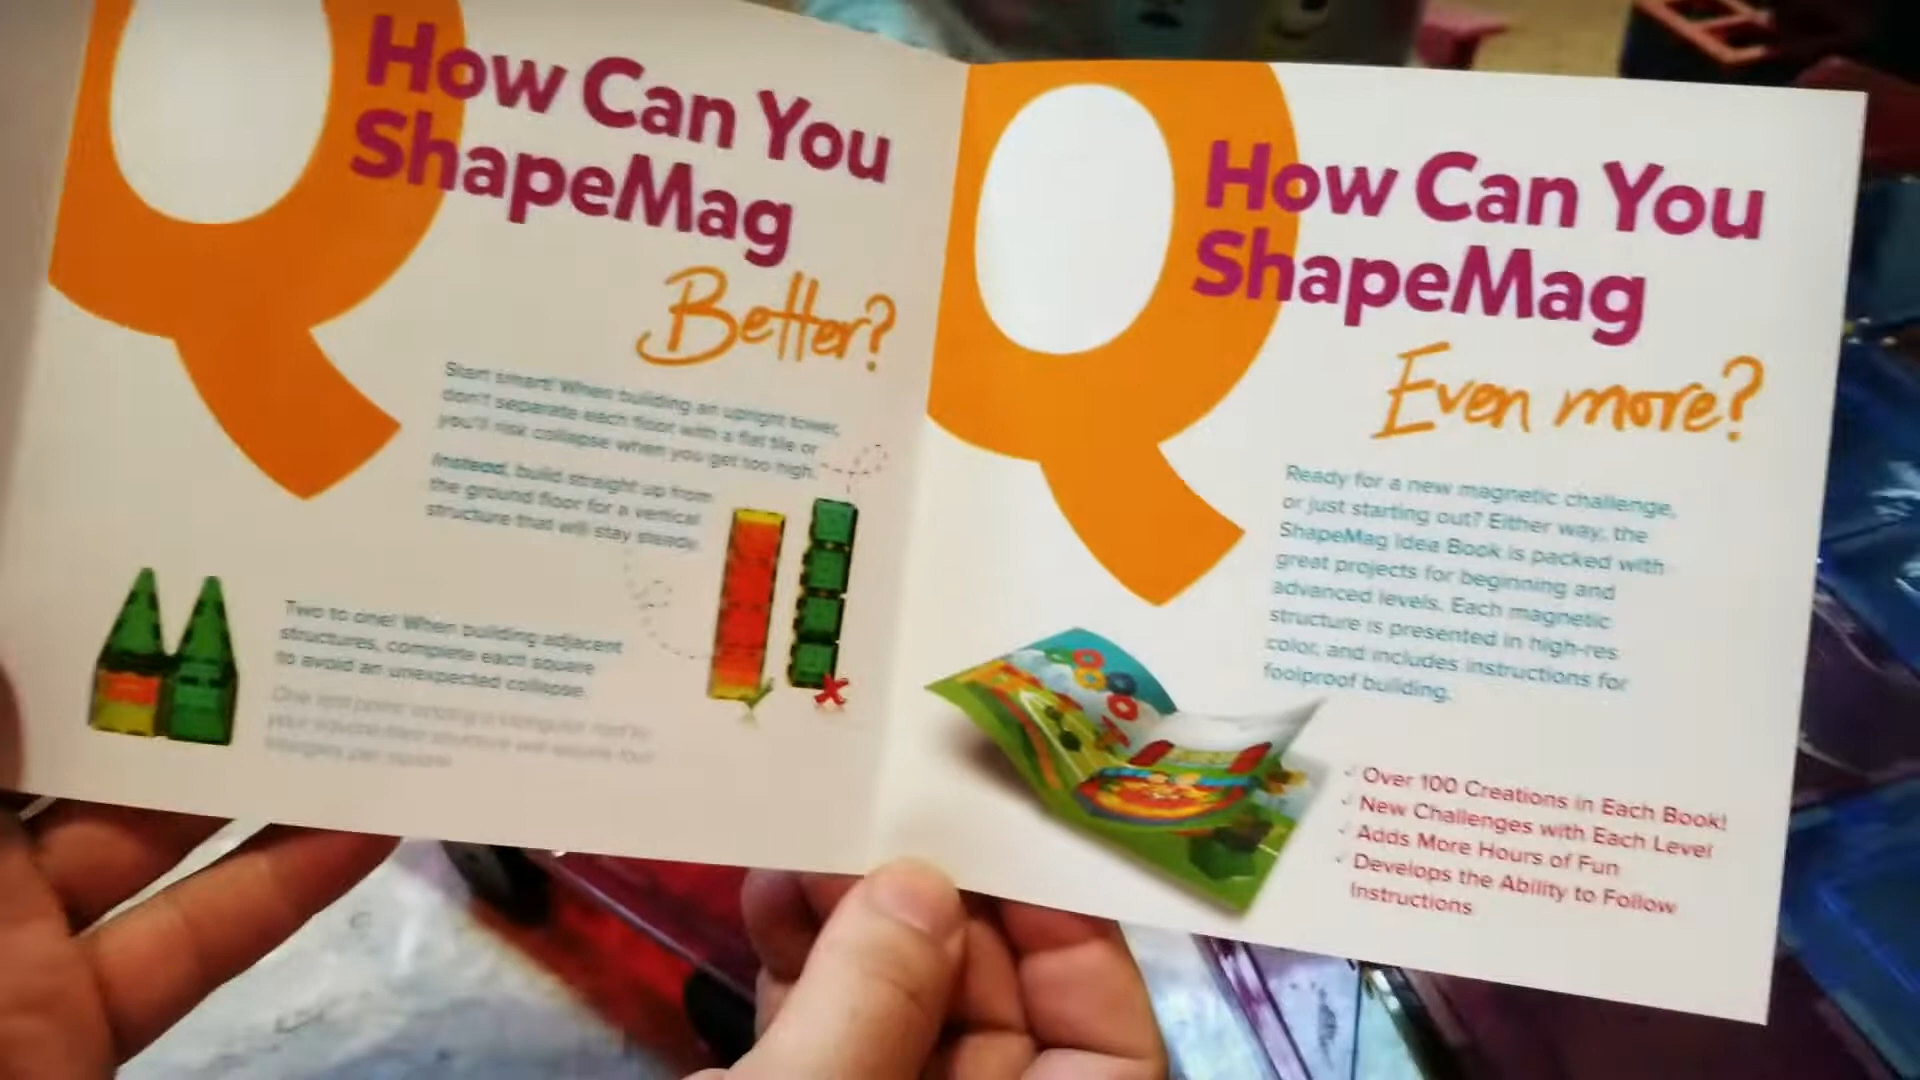 How Can You
ShapeMag
Better?
Start smart! When building an upright tower,
don't separate each floor with a flat tile or
you'll risk collapse when you get too high.
Instead, build straight up from
the ground floor for a vertical
structure that will stay steady.
Two to one! When building adjacent
structures, complete each square
to avoid an unexpected collapse.
How Can You
ShapeMag
Even more?
Ready for a new magnetic challenge,
or just starting out? Either way, the
ShapeMag Idea Book is packed with
great projects for beginning and
advanced levels. Each magnetic
structure is presented in high-res
color, and includes instructions for
foolproof building.
✓ Over 100 Creations in Each Book!
✓ New Challenges with Each Level
✓ Adds More Hours of Fun
✓ Develops the Ability to Follow
Instructions